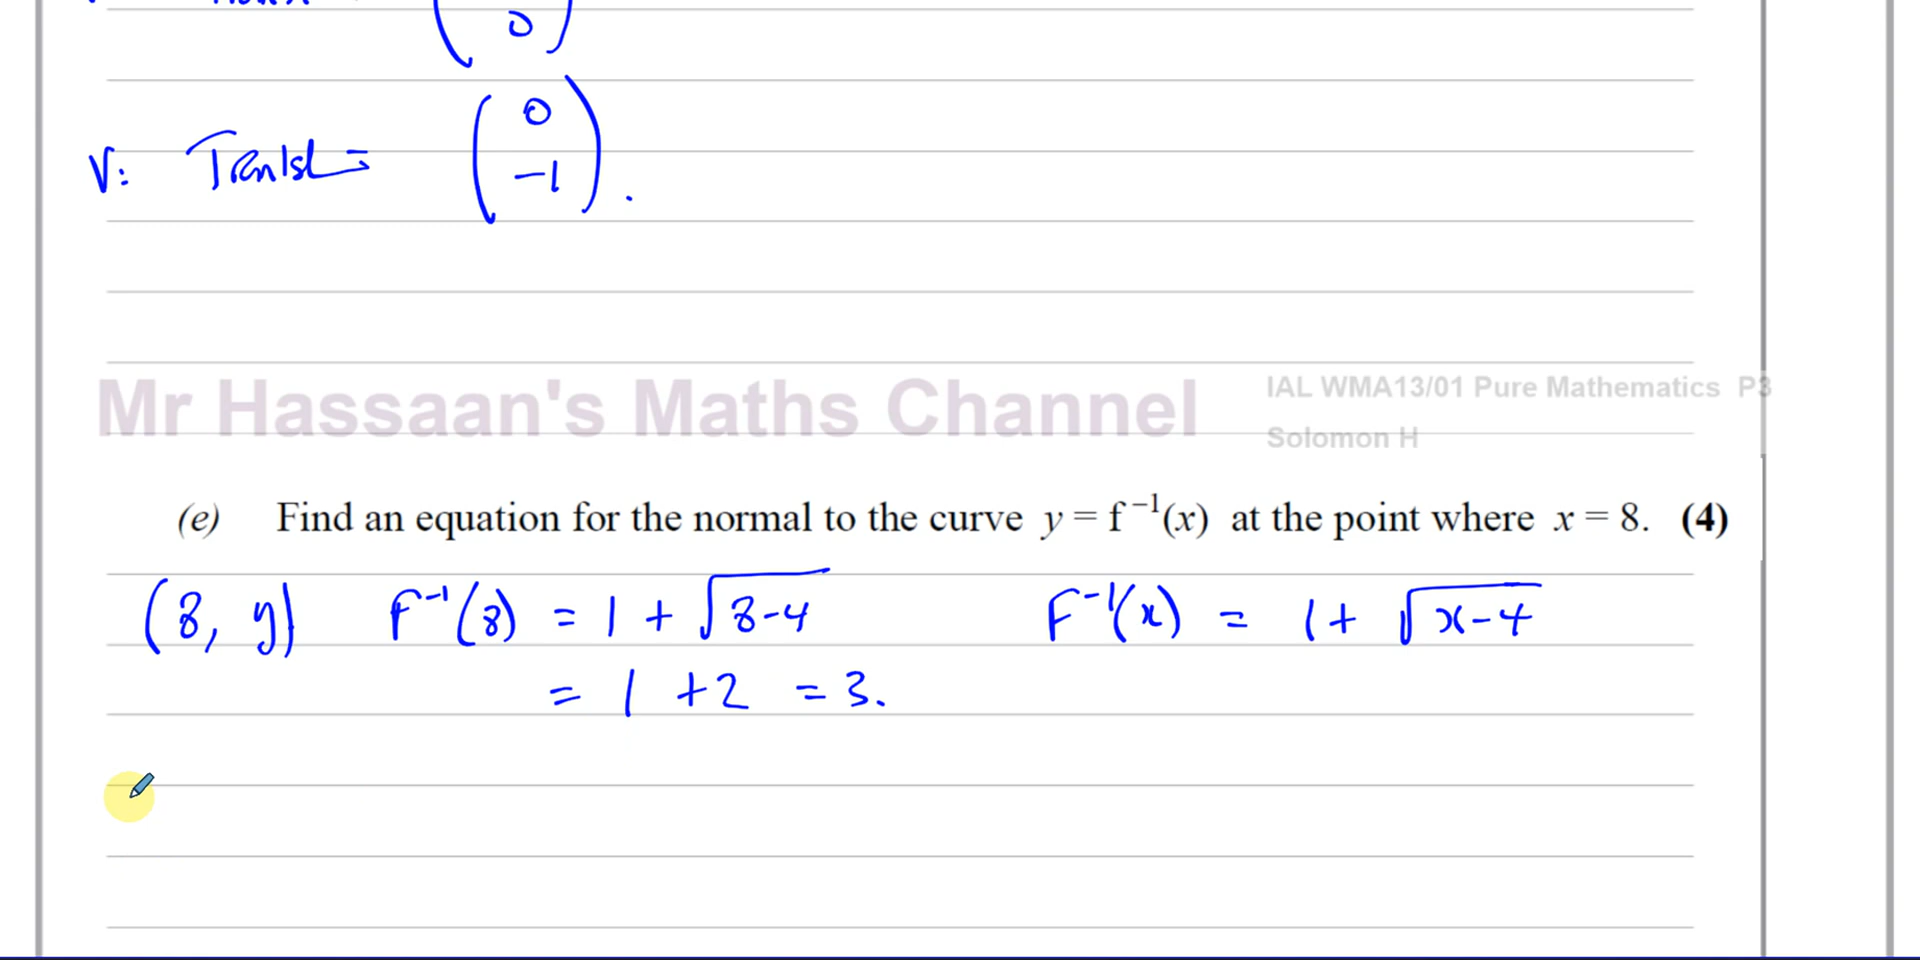 0
V: Transl= ( 0
-1 ) .
Mr Hassaan's Maths Channel
IAL WMA13/01 Pure Mathematics P3
Solomon H
(e) Find an equation for the normal to the curve y = f⁻¹(x) at the point where x = 8. (4)
(8, y) F⁻¹(8) = 1 + √8-4 F⁻¹(x) = 1 + √x-4
= 1 + 2 = 3.